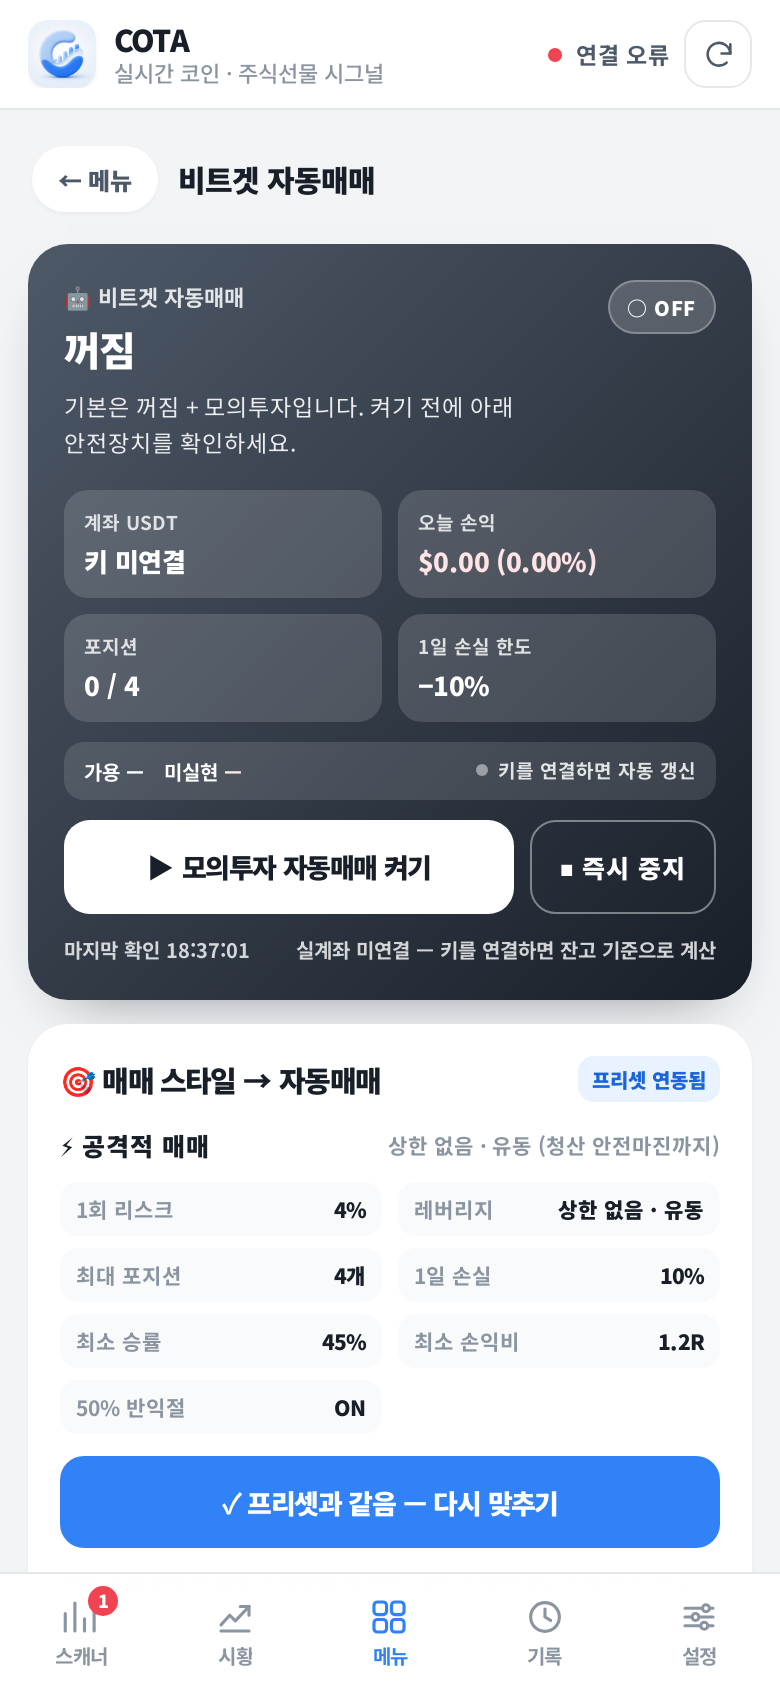 COTA
실시간 코인 · 주식선물 시그널
연결 오류
← 메뉴
비트겟 자동매매
🤖 비트겟 자동매매
○ OFF
꺼짐
기본은 꺼짐 + 모의투자입니다. 켜기 전에 아래
안전장치를 확인하세요.
계좌 USDT
키 미연결
오늘 손익
$0.00 (0.00%)
포지션
0 / 4
1일 손실 한도
−10%
가용 — 미실현 —
키를 연결하면 자동 갱신
▶ 모의투자 자동매매 켜기
■ 즉시 중지
마지막 확인 18:37:01
실계좌 미연결 — 키를 연결하면 잔고 기준으로 계산
🎯 매매 스타일 → 자동매매
프리셋 연동됨
⚡ 공격적 매매
상한 없음 · 유동 (청산 안전마진까지)
1회 리스크 4%
레버리지 상한 없음 · 유동
최대 포지션 4개
1일 손실 10%
최소 승률 45%
최소 손익비 1.2R
50% 반익절 ON
✓ 프리셋과 같음 — 다시 맞추기
1
스캐너
시황
메뉴
기록
설정